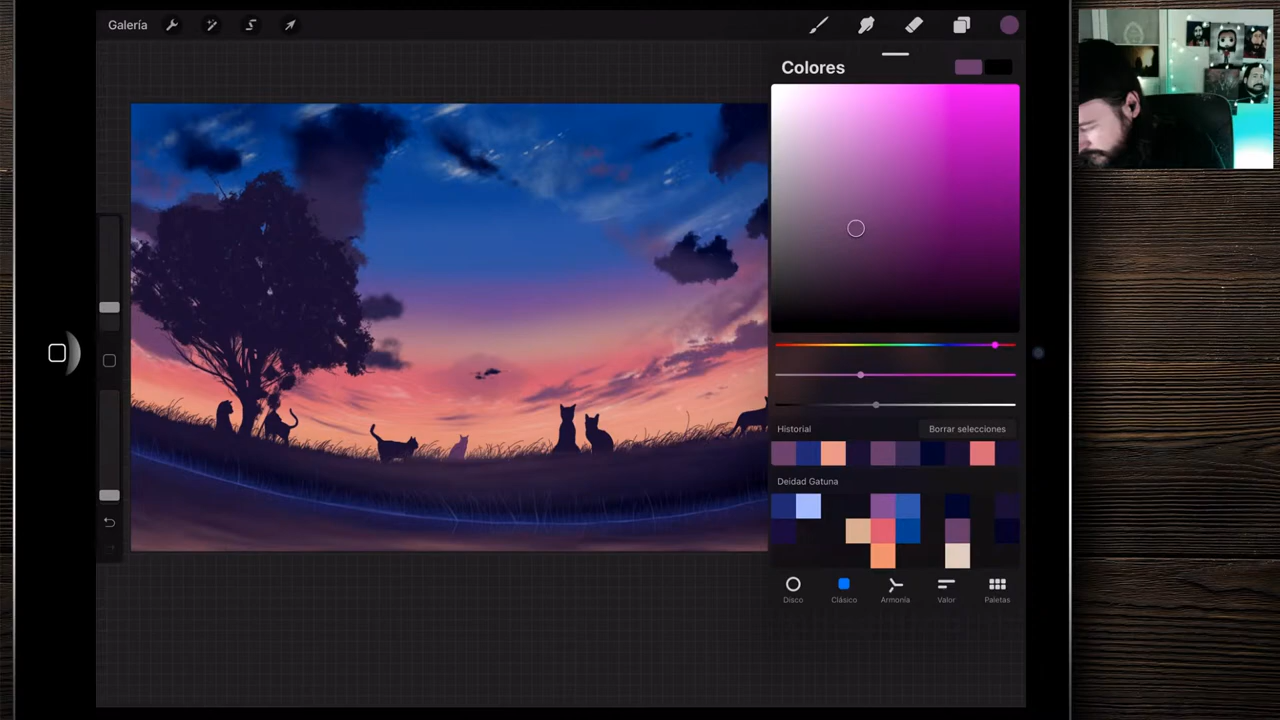 Galería
Colores
Historial
Borrar selecciones
Deidad Gatuna
Disco
Clásico
Armonía
Valor
Paletas